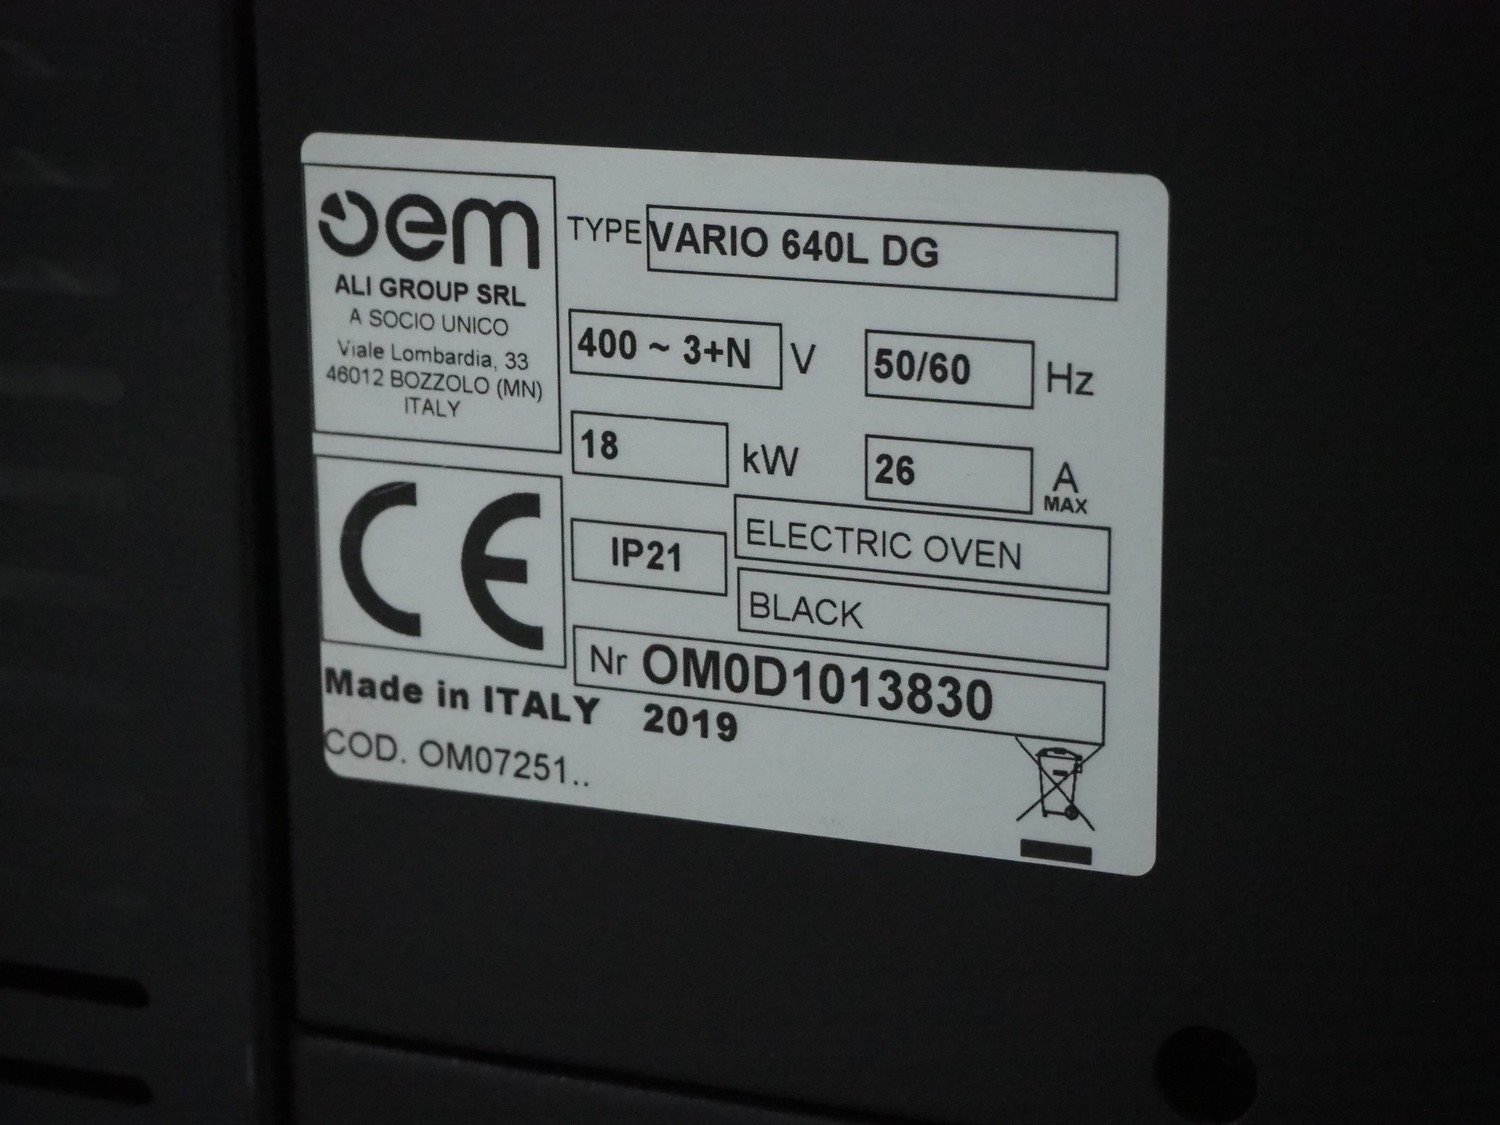 oem
ALI GROUP SRL
A SOCIO UNICO
Viale Lombardia, 33
46012 BOZZOLO (MN)
ITALY
TYPE VARIO 640L DG
400 ~ 3+N V 50/60 Hz
18 kW 26 A MAX
CE
IP21
ELECTRIC OVEN
BLACK
Nr OM0D1013830
Made in ITALY 2019
COD. OM07251..